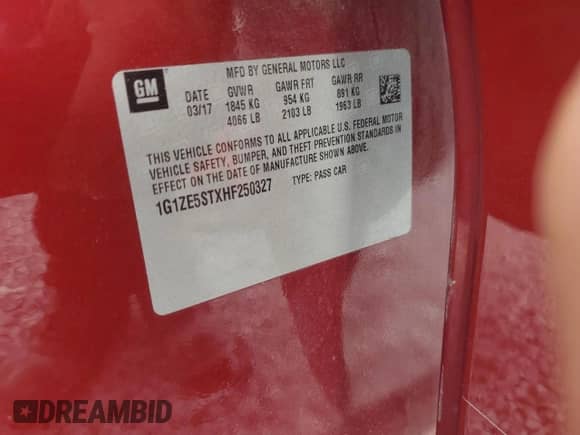 GM
MFD BY GENERAL MOTORS LLC
DATE GVWR GAWR FRT GAWR RR
03/17 1845 KG 954 KG 891 KG
4066 LB 2103 LB 1963 LB
THIS VEHICLE CONFORMS TO ALL APPLICABLE U.S. FEDERAL MOTOR
VEHICLE SAFETY, BUMPER, AND THEFT PREVENTION STANDARDS IN
EFFECT ON THE DATE OF MANUFACTURE SHOWN ABOVE.
1G1ZE5STXHF250327 TYPE: PASS CAR
DREAMBID